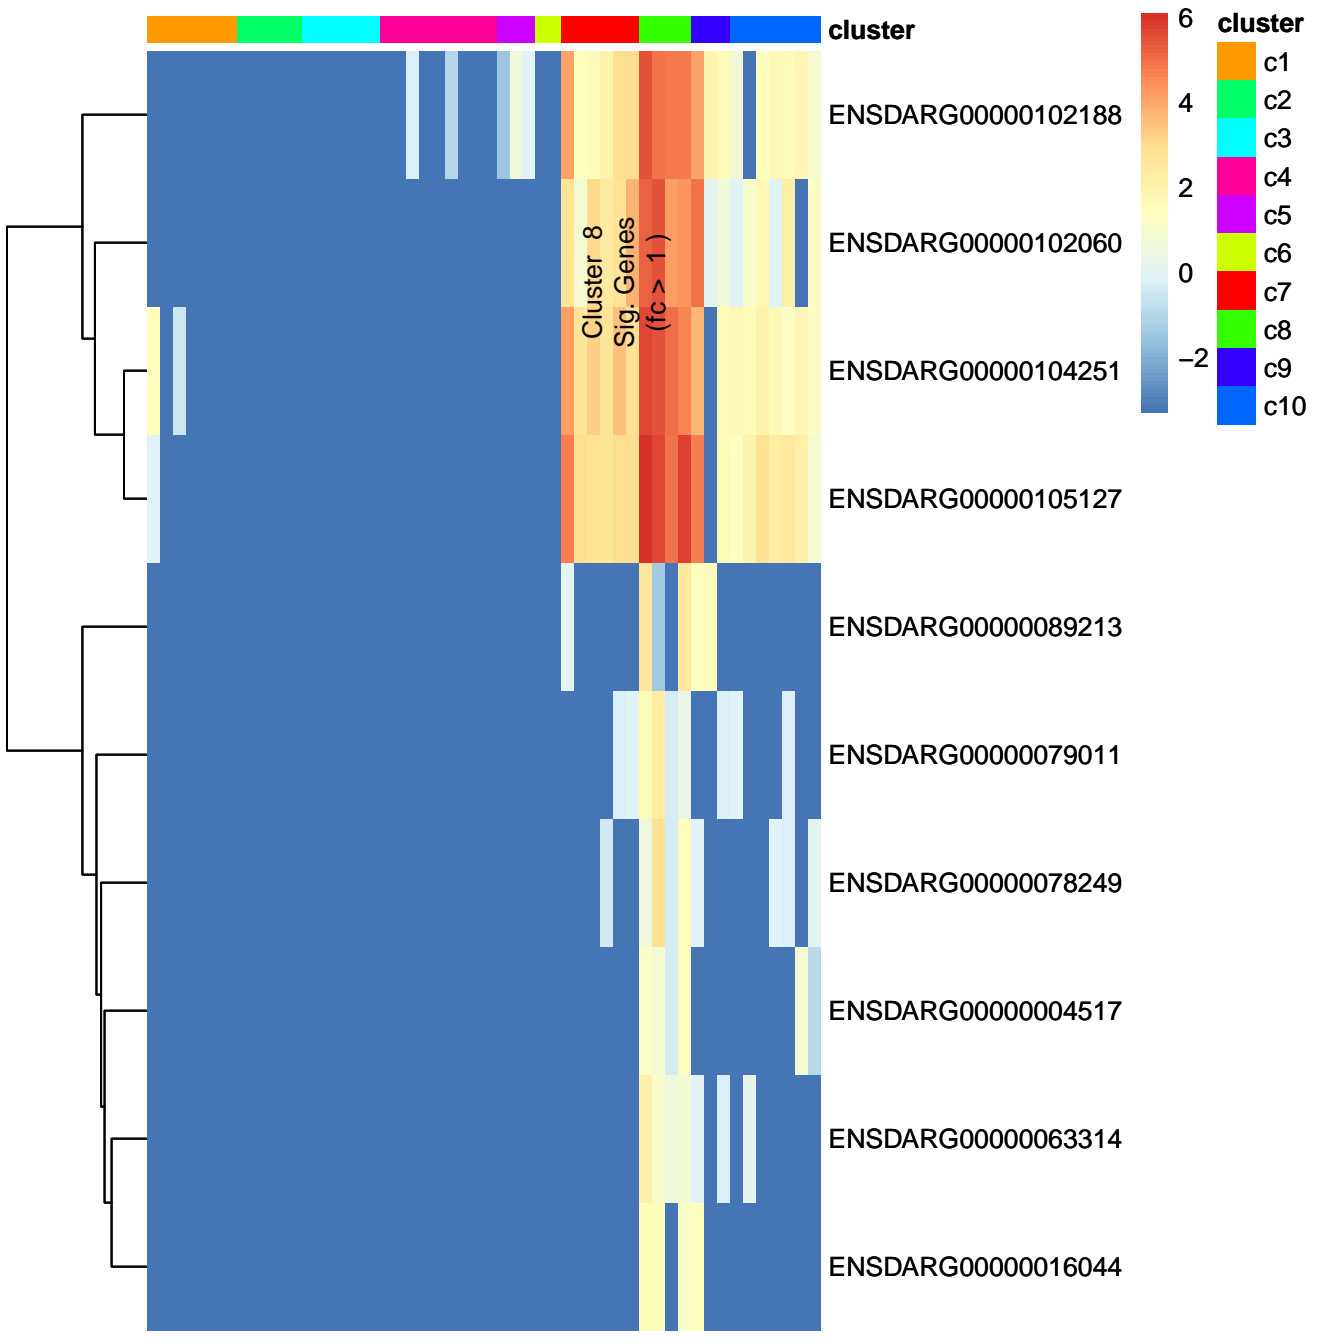 cluster
ENSDARG00000102188
ENSDARG00000102060
ENSDARG00000104251
ENSDARG00000105127
ENSDARG00000089213
ENSDARG00000079011
ENSDARG00000078249
ENSDARG00000004517
ENSDARG00000063314
ENSDARG00000016044
Cluster 8
Sig. Genes
(fc > 1 )
6
4
2
0
−2
cluster
c1
c2
c3
c4
c5
c6
c7
c8
c9
c10